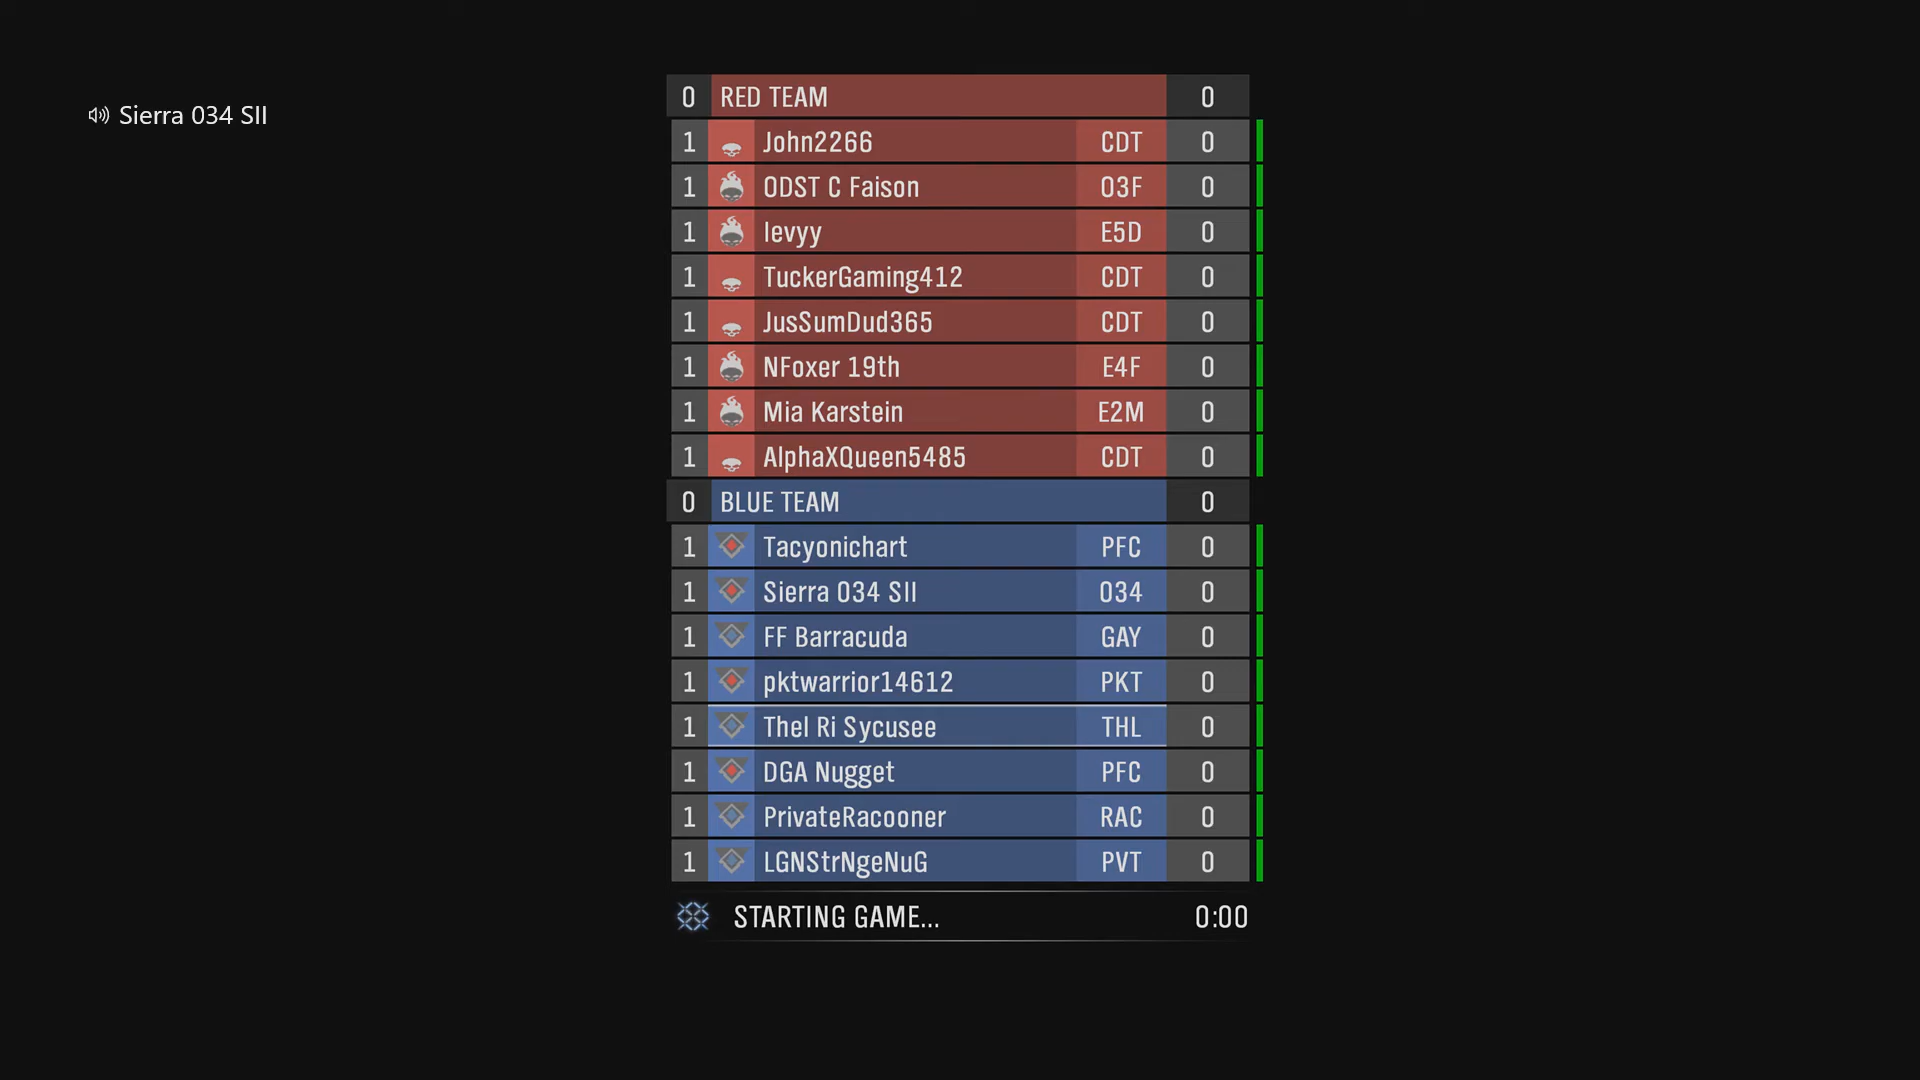 Sierra 034 SII
0 RED TEAM 0
1 John2266 CDT 0
1 ODST C Faison O3F 0
1 levyy E5D 0
1 TuckerGaming412 CDT 0
1 JusSumDud365 CDT 0
1 NFoxer 19th E4F 0
1 Mia Karstein E2M 0
1 AlphaXQueen5485 CDT 0
0 BLUE TEAM 0
1 Tacyonichart PFC 0
1 Sierra 034 SII 034 0
1 FF Barracuda GAY 0
1 pktwarrior14612 PKT 0
1 Thel Ri Sycusee THL 0
1 DGA Nugget PFC 0
1 PrivateRacooner RAC 0
1 LGNStrNgeNuG PVT 0
STARTING GAME... 0:00